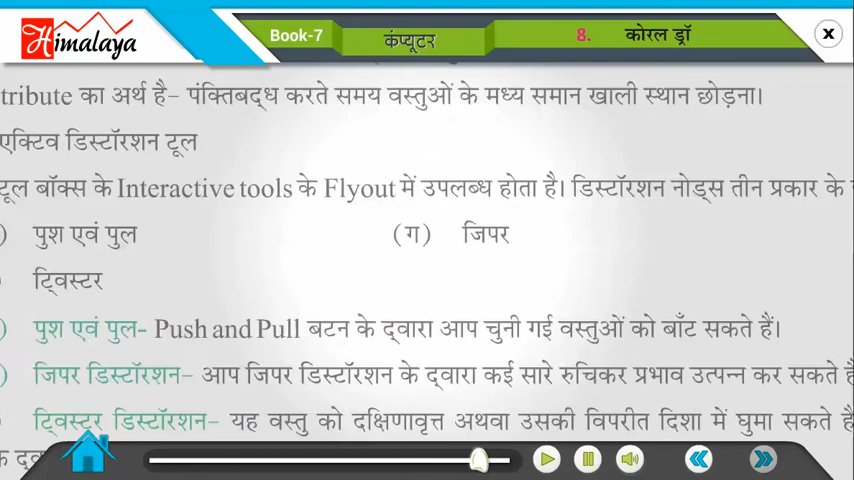 Himalaya
Book-7
कंप्यूटर
8. कोरल ड्रॉ
tribute का अर्थ है- पंक्तिबद्ध करते समय वस्तुओं के मध्य समान खाली स्थान छोड़ना।
एक्टिव डिस्टॉरशन टूल
टूल बॉक्स के Interactive tools के Flyout में उपलब्ध होता है। डिस्टॉरशन नोड्स तीन प्रकार के
) पुश एवं पुल (ग) जिपर
ट्विस्टर
) पुश एवं पुल- Push and Pull बटन के द्वारा आप चुनी गई वस्तुओं को बाँट सकते हैं।
) जिपर डिस्टॉरशन- आप जिपर डिस्टॉरशन के द्वारा कई सारे रुचिकर प्रभाव उत्पन्न कर सकते
ट्विस्टर डिस्टॉरशन- यह वस्तु को दक्षिणावृत्त अथवा उसकी विपरीत दिशा में घुमा सकते